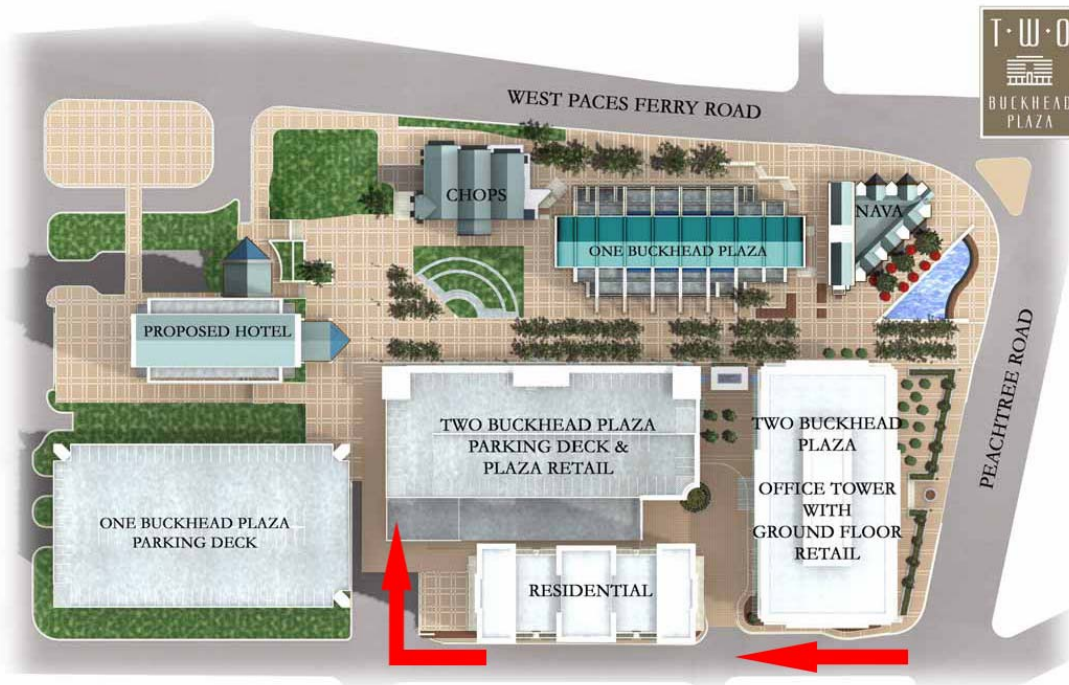 T·W·O
BUCKHEAD
PLAZA
WEST PACES FERRY ROAD
CHOPS
NAVA
ONE BUCKHEAD PLAZA
PROPOSED HOTEL
PEACHTREE ROAD
TWO BUCKHEAD PLAZA
PARKING DECK &
PLAZA RETAIL
TWO BUCKHEAD
PLAZA
OFFICE TOWER
WITH
GROUND FLOOR
RETAIL
ONE BUCKHEAD PLAZA
PARKING DECK
RESIDENTIAL